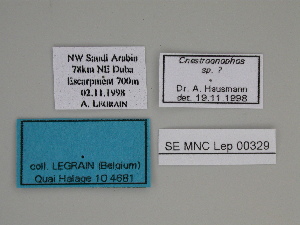 NW Saudi Arabia
78km NE Duba
Escarpment 700m
02.11.1998
A. LEGRAIN
Cnestrognophos
sp. ?
Dr. A. Hausmann
det. 19.11.1998
coll. LEGRAIN (Belgium)
Quai Halage 10 4681
SE MNC Lep 00329